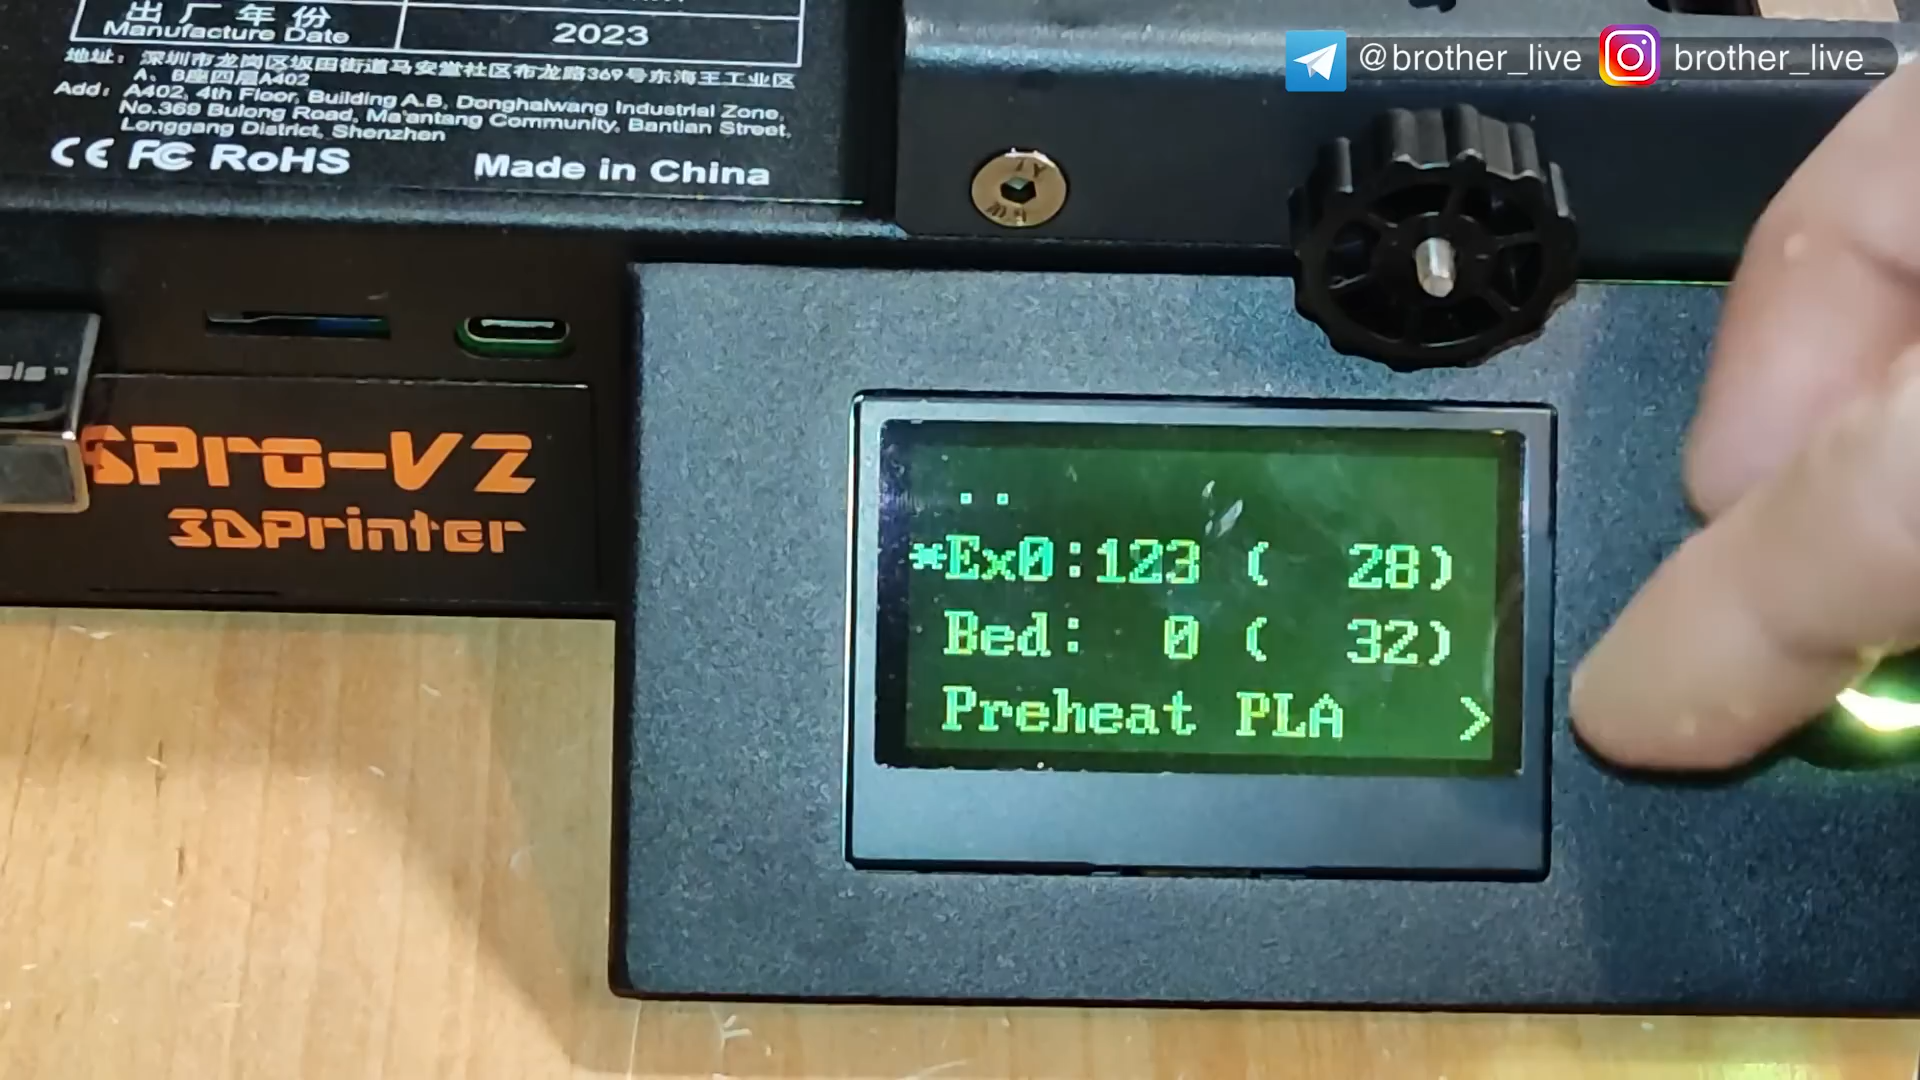 出厂年份
Manufacture Date
2023
地址：深圳市龙岗区坂田街道马安堂社区布龙路369号东海王工业区
A、B座四层A402
Add: A402, 4th Floor, Building A.B, Donghaiwang Industrial Zone,
No.369 Bulong Road, Ma'antang Community, Bantian Street,
Longgang District, Shenzhen
CE FC RoHS
Made in China
@brother_live
brother_live_
SPro-V2
3DPrinter
..
*Ex0:123 ( 28)
Bed: 0 ( 32)
Preheat PLA >